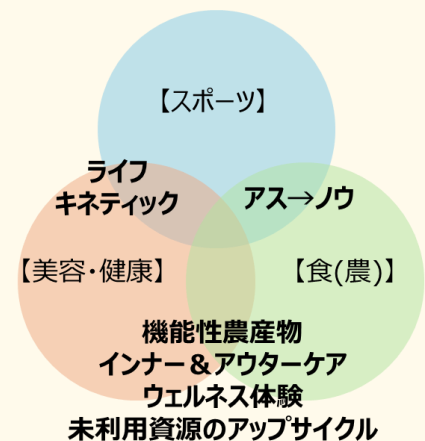 【スポーツ】
ライフ
キネティック
アス→ノウ
【美容・健康】
【食(農)】
機能性農産物
インナー＆アウターケア
ウェルネス体験
未利用資源のアップサイクル